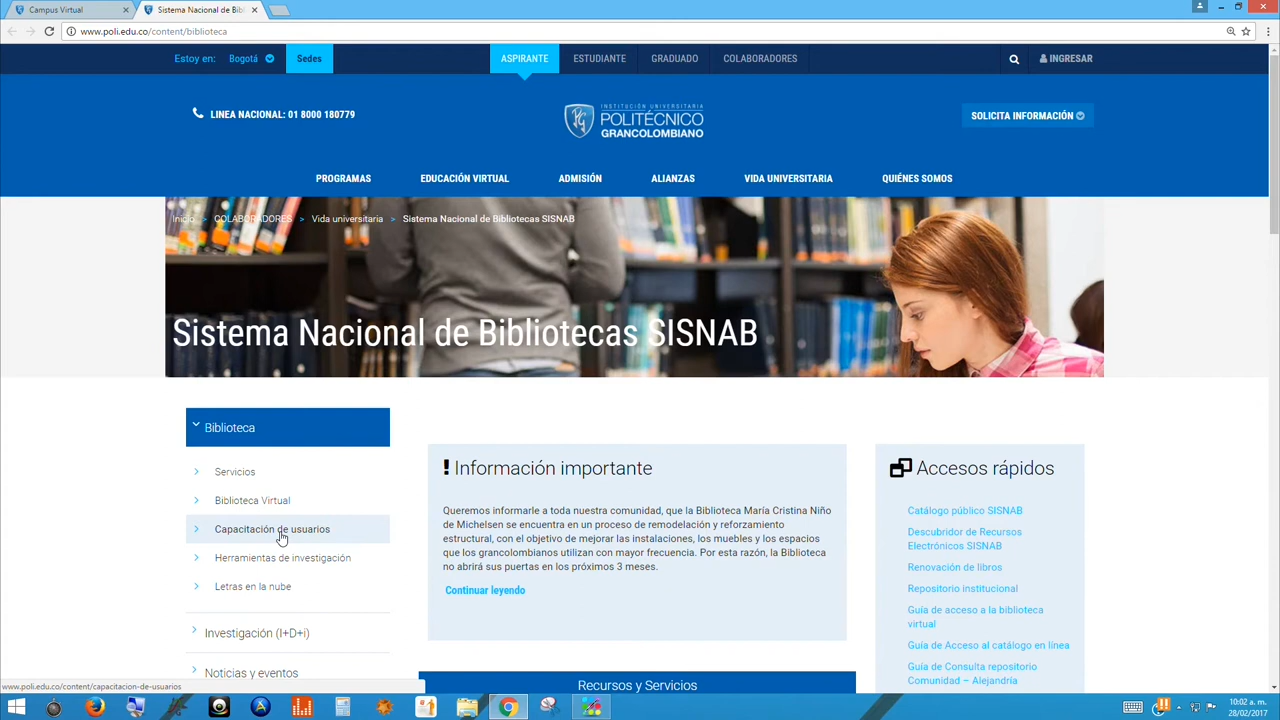 Campus Virtual
Sistema Nacional de Bib
www.poli.edu.co/content/biblioteca
Estoy en: Bogotá Sedes
ASPIRANTE ESTUDIANTE GRADUADO COLABORADORES
INGRESAR
LINEA NACIONAL: 01 8000 180779
INSTITUCIÓN UNIVERSITARIA
POLITÉCNICO
GRANCOLOMBIANO
SOLICITA INFORMACIÓN
PROGRAMAS EDUCACIÓN VIRTUAL ADMISIÓN ALIANZAS VIDA UNIVERSITARIA QUIÉNES SOMOS
Inicio > COLABORADORES > Vida universitaria > Sistema Nacional de Bibliotecas SISNAB
Sistema Nacional de Bibliotecas SISNAB
Biblioteca
Servicios
Biblioteca Virtual
Capacitación de usuarios
Herramientas de investigación
Letras en la nube
Investigación (I+D+i)
Noticias y eventos
! Información importante
Queremos informarle a toda nuestra comunidad, que la Biblioteca María Cristina Niño
de Michelsen se encuentra en un proceso de remodelación y reforzamiento
estructural, con el objetivo de mejorar las instalaciones, los muebles y los espacios
que los grancolombianos utilizan con mayor frecuencia. Por esta razón, la Biblioteca
no abrirá sus puertas en los próximos 3 meses.
Continuar leyendo
Recursos y Servicios
Accesos rápidos
Catálogo público SISNAB
Descubridor de Recursos
Electrónicos SISNAB
Renovación de libros
Repositorio institucional
Guía de acceso a la biblioteca
virtual
Guía de Acceso al catálogo en línea
Guía de Consulta repositorio
Comunidad – Alejandría
www.poli.edu.co/content/capacitacion-de-usuarios
10:02 a. m.
28/02/2017